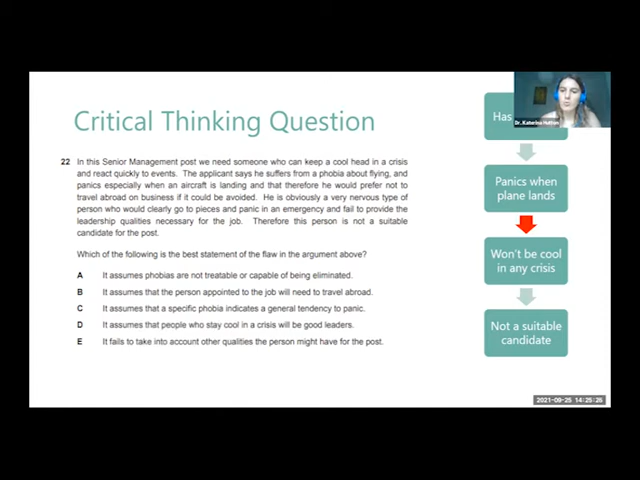 Critical Thinking Question
22 In this Senior Management post we need someone who can keep a cool head in a crisis
and react quickly to events. The applicant says he suffers from a phobia about flying, and
panics especially when an aircraft is landing and that therefore he would prefer not to
travel abroad on business if it could be avoided. He is obviously a very nervous type of
person who would clearly go to pieces and panic in an emergency and fail to provide the
leadership qualities necessary for the job. Therefore this person is not a suitable
candidate for the post.
Which of the following is the best statement of the flaw in the argument above?
A It assumes phobias are not treatable or capable of being eliminated.
B It assumes that the person appointed to the job will need to travel abroad.
C It assumes that a specific phobia indicates a general tendency to panic.
D It assumes that people who stay cool in a crisis will be good leaders.
E It fails to take into account other qualities the person might have for the post.
Has
Panics when
plane lands
Won't be cool
in any crisis
Not a suitable
candidate
Dr. Katerina
2021-09-25 14:25:26